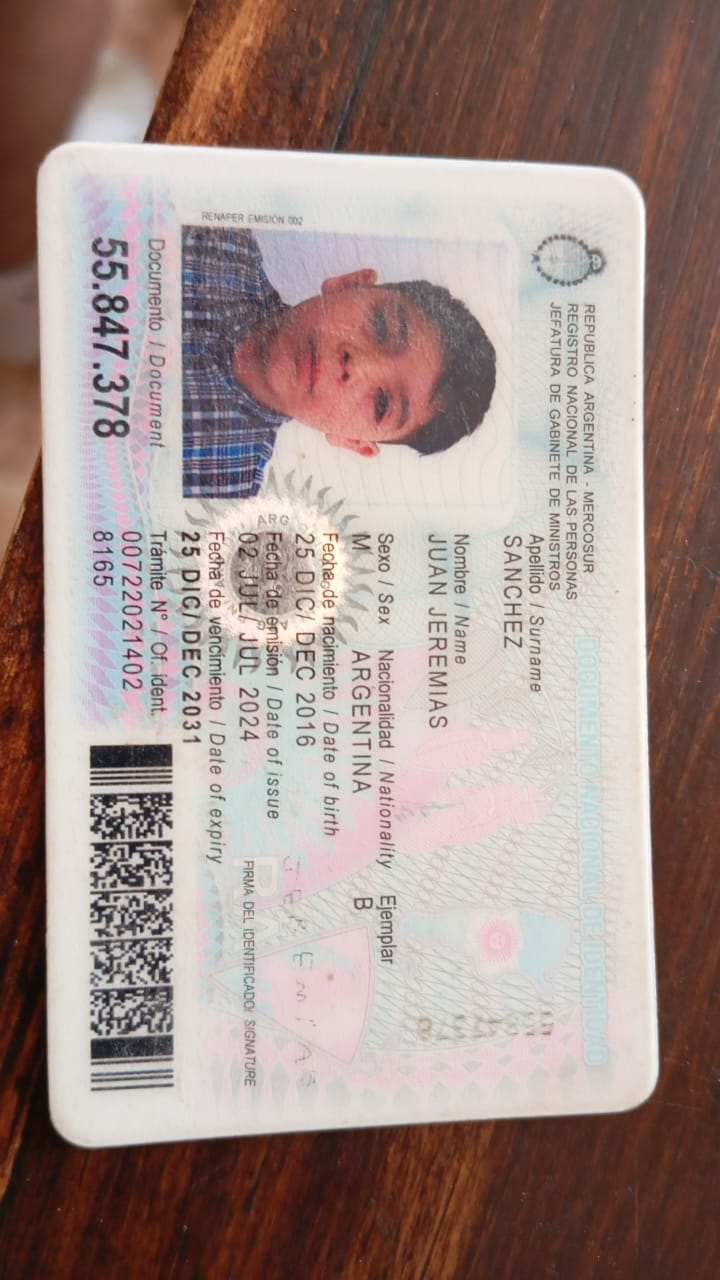 REPUBLICA ARGENTINA - MERCOSUR
REGISTRO NACIONAL DE LAS PERSONAS
JEFATURA DE GABINETE DE MINISTROS
DOCUMENTO NACIONAL DE IDENTIDAD
Apellido / Surname
SANCHEZ
Nombre / Name
JUAN JEREMIAS
Sexo / Sex Nacionalidad / Nationality Ejemplar
M ARGENTINA B
Fecha de nacimiento / Date of birth
25 DIC/ DEC 2016
Fecha de emisión / Date of issue
02 JUL/ JUL 2024
Fecha de vencimiento / Date of expiry
25 DIC/ DEC 2031
JEREMIAS
FIRMA DEL IDENTIFICADO/ SIGNATURE
RENAPER EMISIÓN 002
Documento / Document
55.847.378
Trámite N° / Of. ident.
00722021402
8165